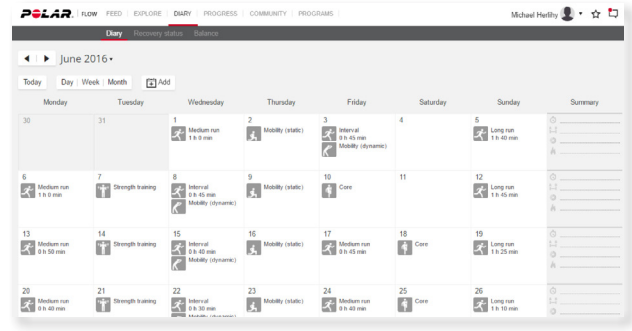 POLAR. FLOW FEED EXPLORE DIARY PROGRESS COMMUNITY PROGRAMS Michael Herlihy
Diary Recovery status Balance
June 2016
Today Day Week Month Add
Monday Tuesday Wednesday Thursday Friday Saturday Sunday Summary
30 31 1 2 3 4 5
Medium run Mobility (static) Interval Long run
1 h 0 min 0 h 45 min 1 h 40 min
Mobility (dynamic)
6 7 8 9 10 11 12
Medium run Strength training Interval Mobility (static) Core Long run
1 h 0 min 0 h 45 min 1 h 45 min
Mobility (dynamic)
13 14 15 16 17 18 19
Medium run Strength training Interval Mobility (static) Medium run Core Long run
0 h 50 min 0 h 40 min 0 h 45 min 1 h 25 min
Mobility (dynamic)
20 21 22 23 24 25 26
Medium run Strength training Interval Mobility (static) Medium run Core Long run
0 h 40 min 0 h 30 min 0 h 40 min 1 h 10 min
Mobility (dynamic)